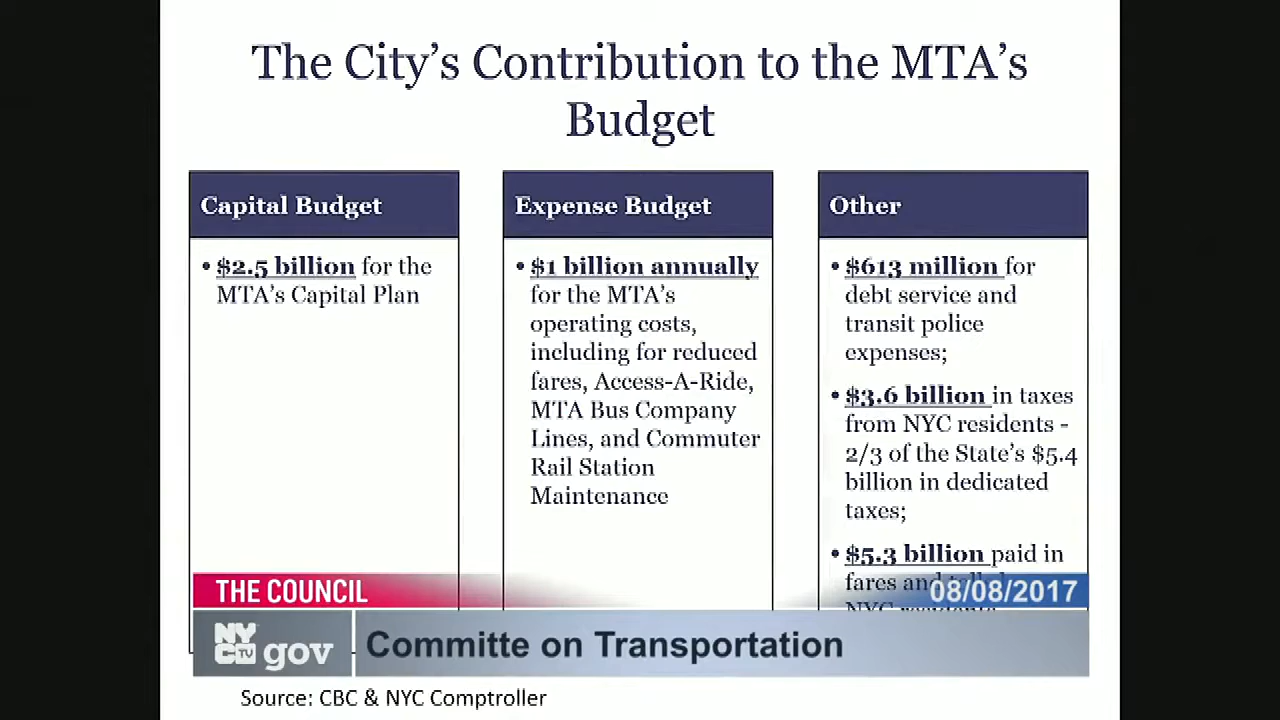 The City’s Contribution to the MTA’s
Budget
Capital Budget
• $2.5 billion for the
MTA’s Capital Plan
Expense Budget
• $1 billion annually
for the MTA’s
operating costs,
including for reduced
fares, Access-A-Ride,
MTA Bus Company
Lines, and Commuter
Rail Station
Maintenance
Other
• $613 million for
debt service and
transit police
expenses;
• $3.6 billion in taxes
from NYC residents -
2/3 of the State’s $5.4
billion in dedicated
taxes;
• $5.3 billion paid in
fares and
NYC residents
THE COUNCIL
08/08/2017
NYC TV gov
Committe on Transportation
Source: CBC & NYC Comptroller